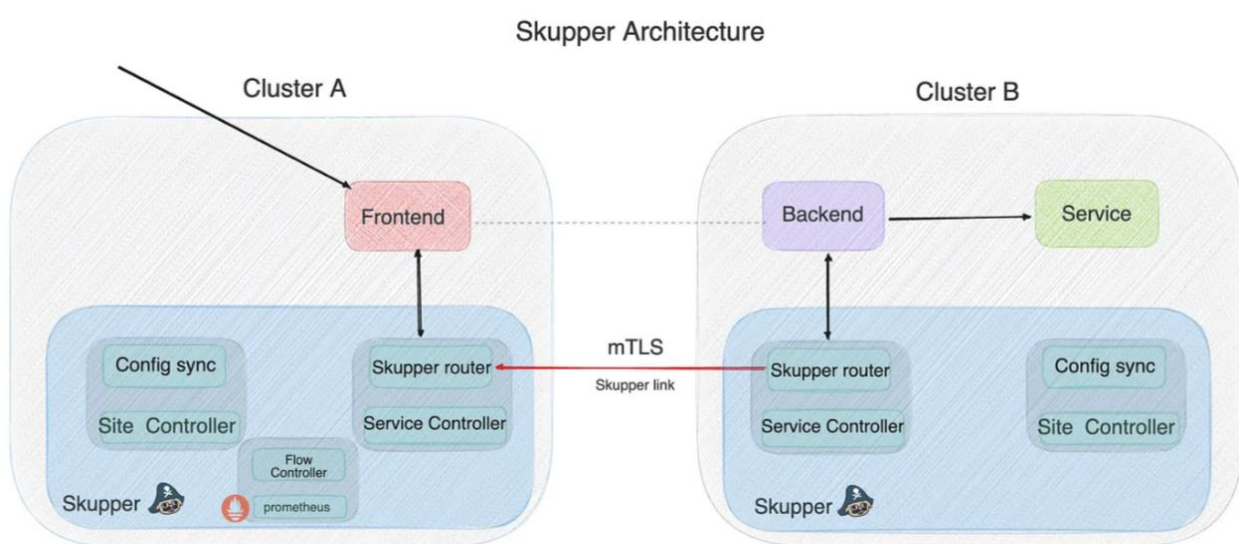 Skupper Architecture
Cluster A
Cluster B
Frontend
Backend
Service
mTLS
Skupper link
Config sync
Site Controller
Skupper router
Service Controller
Flow
Controller
prometheus
Skupper
Skupper router
Service Controller
Config sync
Site Controller
Skupper